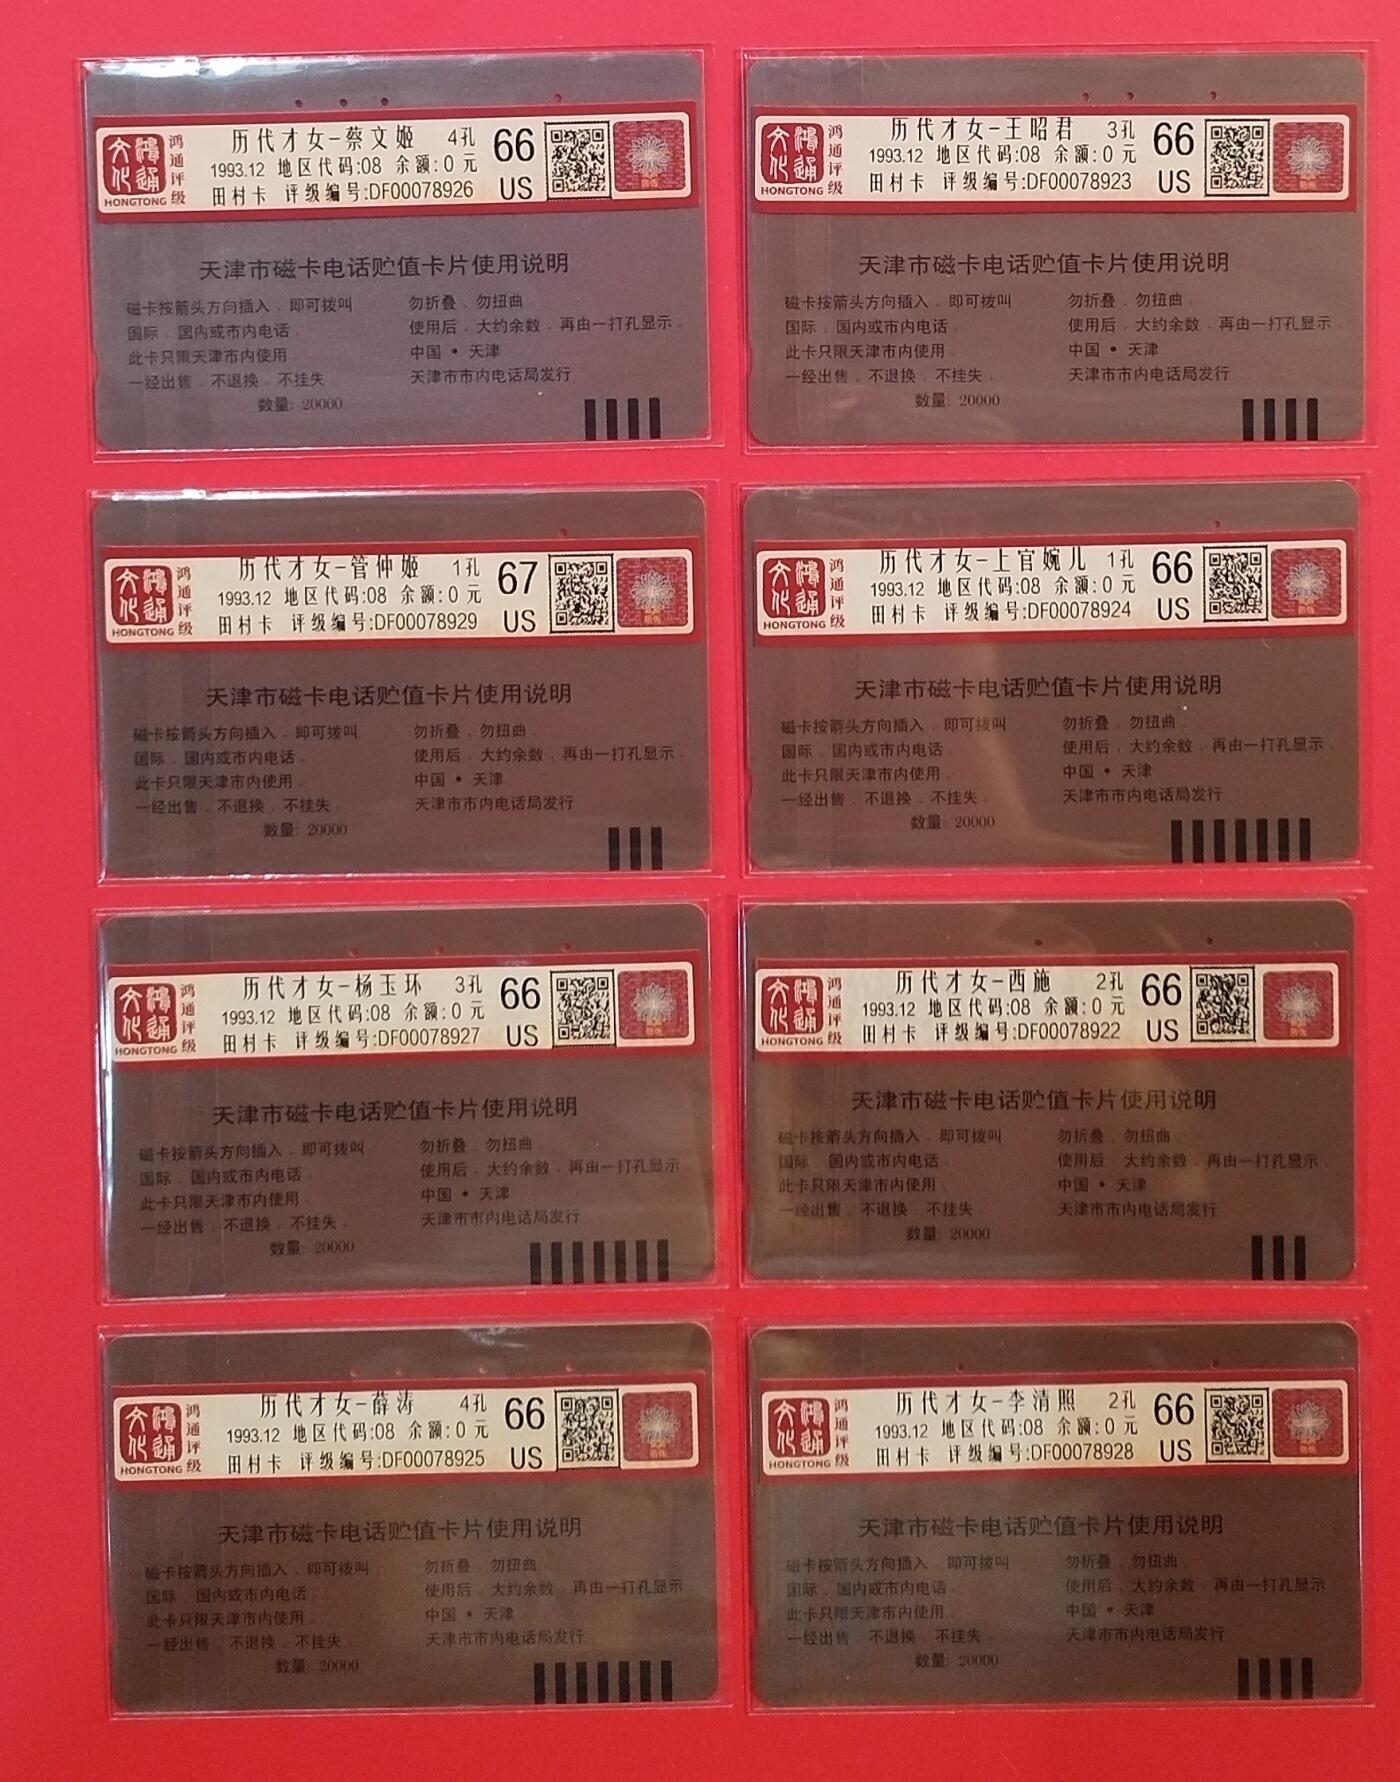 文鸿
化通
HONGTONG
鸿通评级
历代才女-蔡文姬 4孔
1993.12 地区代码:08 余额:0 元
田村卡 评级编号:DF00078926
66
US
天津市磁卡电话贮值卡片使用说明
磁卡按箭头方向插入．即可拨叫
国际．国内或市内电话．
此卡只限天津市内使用．
一经出售．不退换．不挂失
数量: 20000
勿折叠．勿扭曲．
使用后．大约余数．再由一打孔显示．
中国 • 天津
天津市市内电话局发行
文鸿
化通
HONGTONG
鸿通评级
历代才女-王昭君 3孔
1993.12 地区代码:08 余额:0 元
田村卡 评级编号:DF00078923
66
US
天津市磁卡电话贮值卡片使用说明
磁卡按箭头方向插入．即可拨叫
国际．国内或市内电话．
此卡只限天津市内使用．
一经出售．不退换．不挂失．
数量: 20000
勿折叠．勿扭曲．
使用后．大约余数．再由一打孔显示．
中国 • 天津
天津市市内电话局发行
文鸿
化通
HONGTONG
鸿通评级
历代才女-管仲姬 1孔
1993.12 地区代码:08 余额:0 元
田村卡 评级编号:DF00078929
67
US
天津市磁卡电话贮值卡片使用说明
磁卡按箭头方向插入．即可拨叫
国际．国内或市内电话．
此卡只限天津市内使用．
一经出售．不退换．不挂失．
数量: 20000
勿折叠．勿扭曲．
使用后．大约余数．再由一打孔显示．
中国 • 天津
天津市市内电话局发行
文鸿
化通
HONGTONG
鸿通评级
历代才女-上官婉儿 1孔
1993.12 地区代码:08 余额:0 元
田村卡 评级编号:DF00078924
66
US
天津市磁卡电话贮值卡片使用说明
磁卡按箭头方向插入．即可拨叫
国际．国内或市内电话．
此卡只限天津市内使用．
一经出售．不退换．不挂失．
数量: 20000
勿折叠．勿扭曲．
使用后．大约余数．再由一打孔显示．
中国 • 天津
天津市市内电话局发行
文鸿
化通
HONGTONG
鸿通评级
历代才女-杨玉环 3孔
1993.12 地区代码:08 余额:0 元
田村卡 评级编号:DF00078927
66
US
天津市磁卡电话贮值卡片使用说明
磁卡按箭头方向插入．即可拨叫
国际．国内或市内电话．
此卡只限天津市内使用．
一经出售．不退换．不挂失．
数量: 20000
勿折叠．勿扭曲．
使用后．大约余数．再由一打孔显示．
中国 • 天津
天津市市内电话局发行
文鸿
化通
HONGTONG
鸿通评级
历代才女-西施 2孔
1993.12 地区代码:08 余额:0 元
田村卡 评级编号:DF00078922
66
US
天津市磁卡电话贮值卡片使用说明
磁卡按箭头方向插入．即可拨叫
国际 国内或市内电话．
此卡只限天津市内使用．
一经出售．不退换．不挂失．
数量: 20000
勿折叠．勿扭曲．
使用后．大约余数．再由一打孔显示．
中国 • 天津
天津市市内电话局发行
文鸿
化通
HONGTONG
鸿通评级
历代才女-薛涛 4孔
1993.12 地区代码:08 余额:0 元
田村卡 评级编号:DF00078925
66
US
天津市磁卡电话贮值卡片使用说明
磁卡按箭头方向插入．即可拨叫
国际 国内或市内电话．
此卡只限天津市内使用．
一经出售．不退换．不挂失．
数量: 20000
勿折叠．勿扭曲．
使用后．大约余数．再由一打孔显示．
中国 • 天津
天津市市内电话局发行
文鸿
化通
HONGTONG
鸿通评级
历代才女-李清照 2孔
1993.12 地区代码:08 余额:0 元
田村卡 评级编号:DF00078928
66
US
天津市磁卡电话贮值卡片使用说明
磁卡按箭头方向插入．即可拨叫
国际．国内或市内电话．
此卡只限天津市内使用．
一经出售．不退换．不挂失．
数量: 20000
勿折叠．勿扭曲．
使用后．大约余数．再由一打孔显示．
中国 • 天津
天津市市内电话局发行